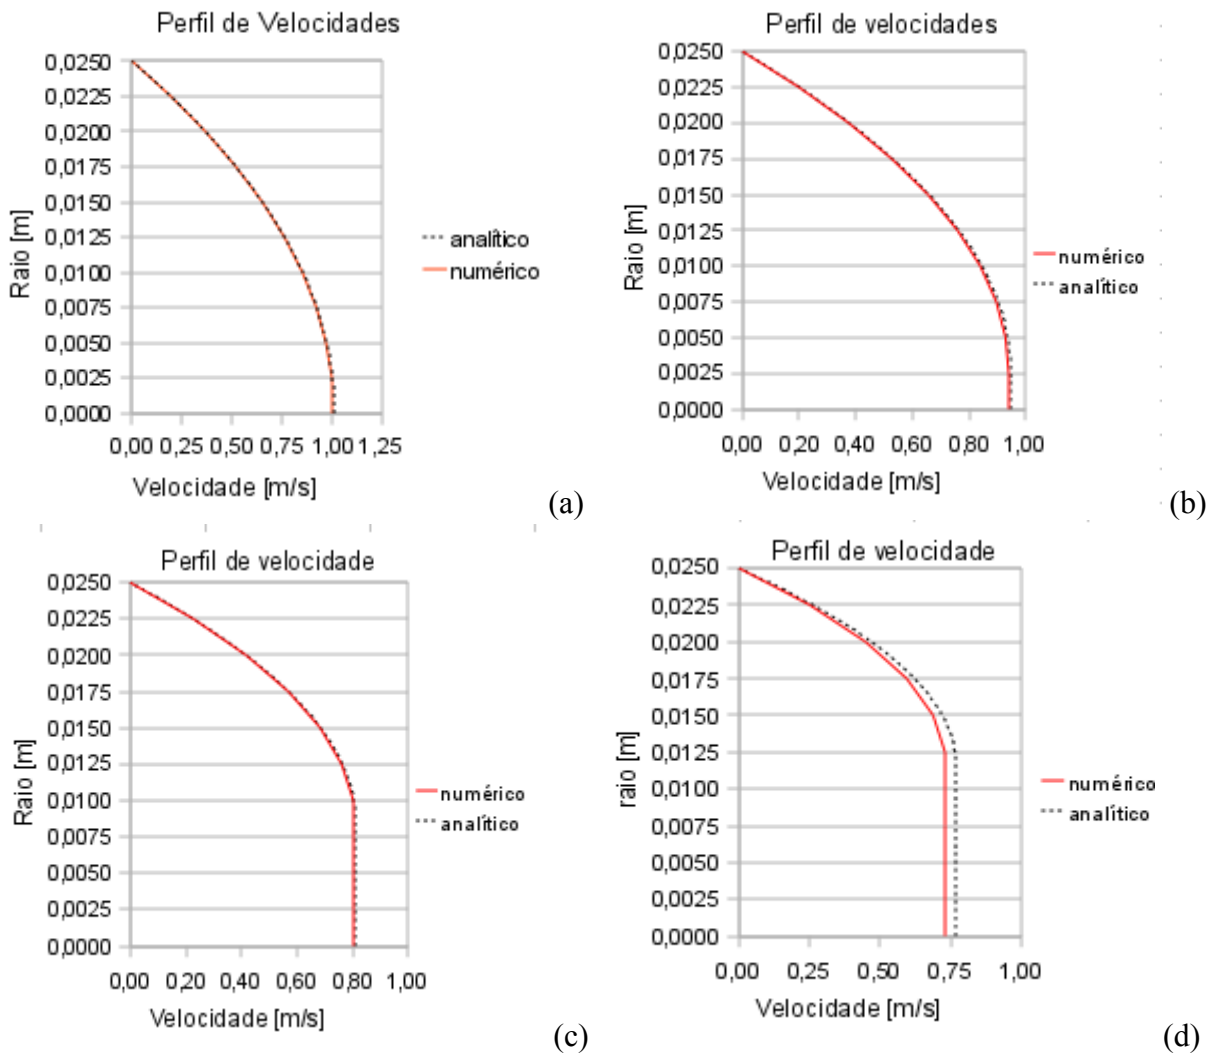 Perfil de Velocidades
0,0250
0,0225
0,0200
0,0175
0,0150
0,0125
0,0100
0,0075
0,0050
0,0025
0,0000
Raio [m]
0,00 0,25 0,50 0,75 1,00 1,25
Velocidade [m/s]
analítico
numérico
(a)
Perfil de velocidades
0,0250
0,0225
0,0200
0,0175
0,0150
0,0125
0,0100
0,0075
0,0050
0,0025
0,0000
Raio [m]
0,00 0,20 0,40 0,60 0,80 1,00
Velocidade [m/s]
numérico
analítico
(b)
Perfil de velocidade
0,0250
0,0225
0,0200
0,0175
0,0150
0,0125
0,0100
0,0075
0,0050
0,0025
0,0000
Raio [m]
0,00 0,20 0,40 0,60 0,80 1,00
Velocidade [m/s]
numérico
analítico
(c)
Perfil de velocidade
0,0250
0,0225
0,0200
0,0175
0,0150
0,0125
0,0100
0,0075
0,0050
0,0025
0,0000
raio [m]
0,00 0,25 0,50 0,75 1,00
Velocidade [m/s]
numérico
analítico
(d)